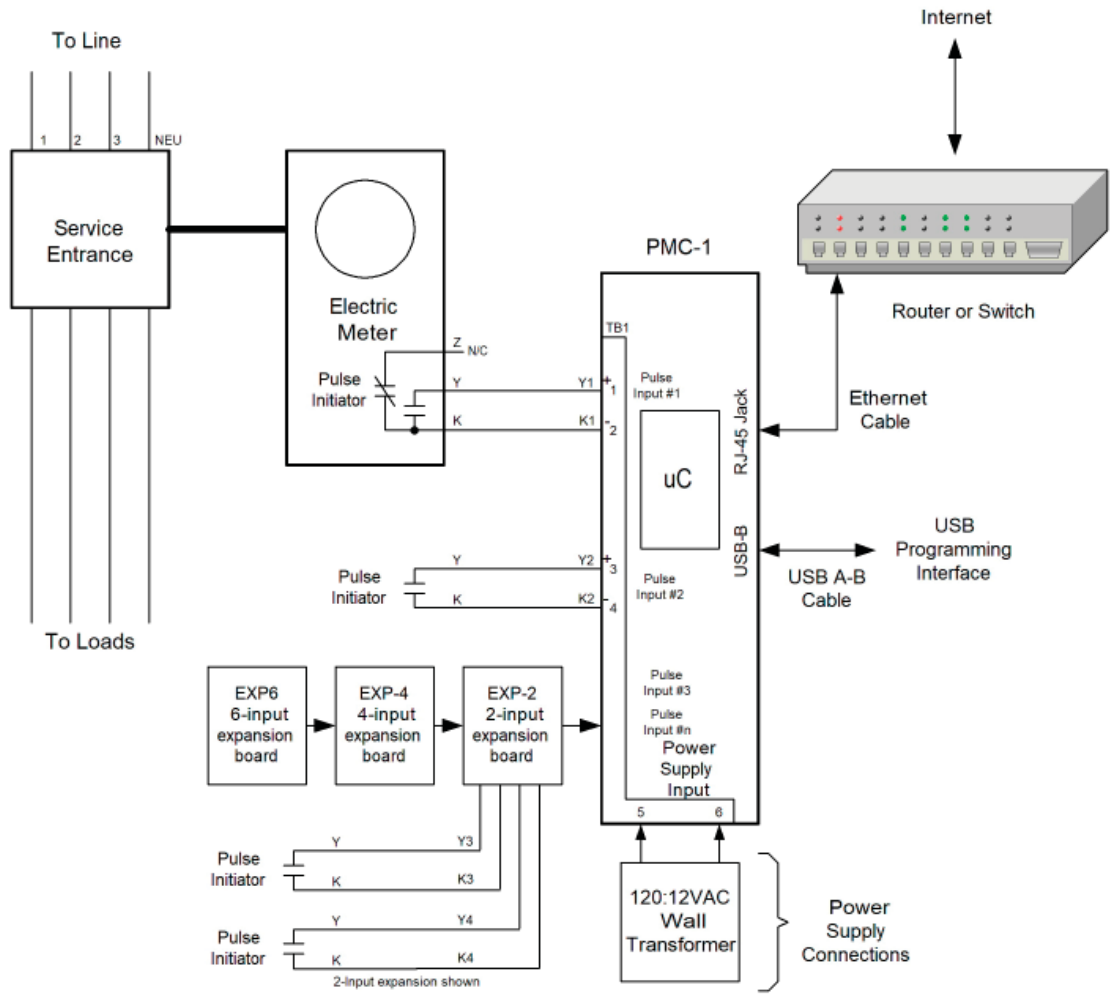 Internet
To Line
1
2
3
NEU
Service
Entrance
Electric
Meter
Z
N/C
Pulse
Initiator
Y
K
Y1
K1
PMC-1
TB1
+
1
-
2
Pulse
Input #1
uC
RJ-45 Jack
USB-B
Router or Switch
Ethernet
Cable
USB
Programming
Interface
USB A-B
Cable
Pulse
Initiator
Y
K
Y2
K2
+
3
-
4
Pulse
Input #2
To Loads
EXP6
6-input
expansion
board
EXP-4
4-input
expansion
board
EXP-2
2-input
expansion
board
Pulse
Input #3
Pulse
Input #n
Power
Supply
Input
5
6
Pulse
Initiator
Y
K
Y3
K3
Pulse
Initiator
Y
K
Y4
K4
2-Input expansion shown
120:12VAC
Wall
Transformer
Power
Supply
Connections